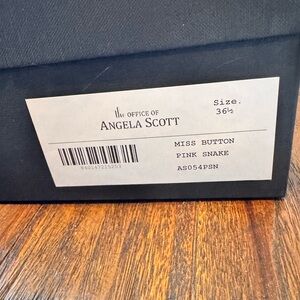 The OFFICE OF
ANGELA SCOTT
Size.
36½
MISS BUTTON
PINK SNAKE
AS054PSN